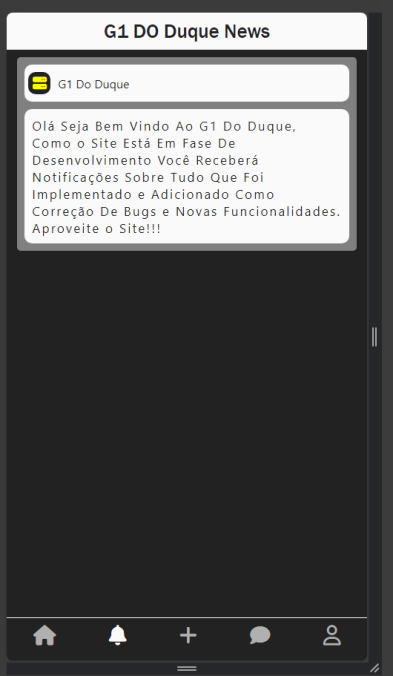 G1 DO Duque News
G1 Do Duque
Olá Seja Bem Vindo Ao G1 Do Duque,
Como o Site Está Em Fase De
Desenvolvimento Você Receberá
Notificações Sobre Tudo Que Foi
Implementado e Adicionado Como
Correção De Bugs e Novas Funcionalidades.
Aproveite o Site!!!